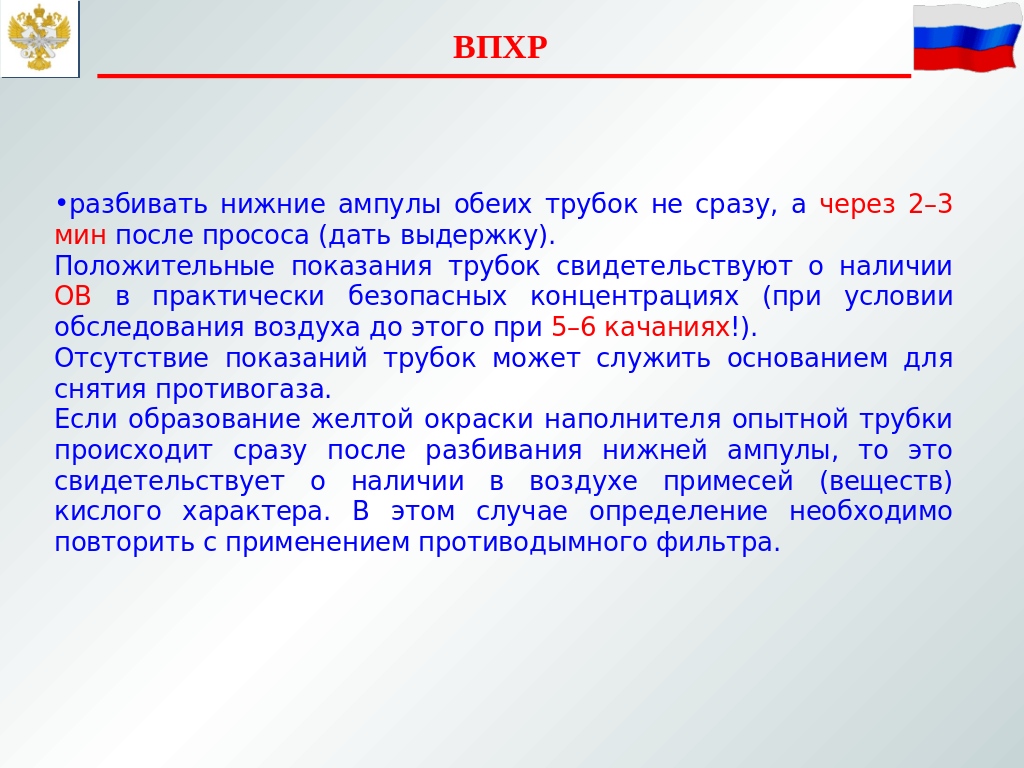 ВПХР
•разбивать нижние ампулы обеих трубок не сразу, а через 2–3
мин после прососа (дать выдержку).
Положительные показания трубок свидетельствуют о наличии
ОВ в практически безопасных концентрациях (при условии
обследования воздуха до этого при 5–6 качаниях!).
Отсутствие показаний трубок может служить основанием для
снятия противогаза.
Если образование желтой окраски наполнителя опытной трубки
происходит сразу после разбивания нижней ампулы, то это
свидетельствует о наличии в воздухе примесей (веществ)
кислого характера. В этом случае определение необходимо
повторить с применением противодымного фильтра.